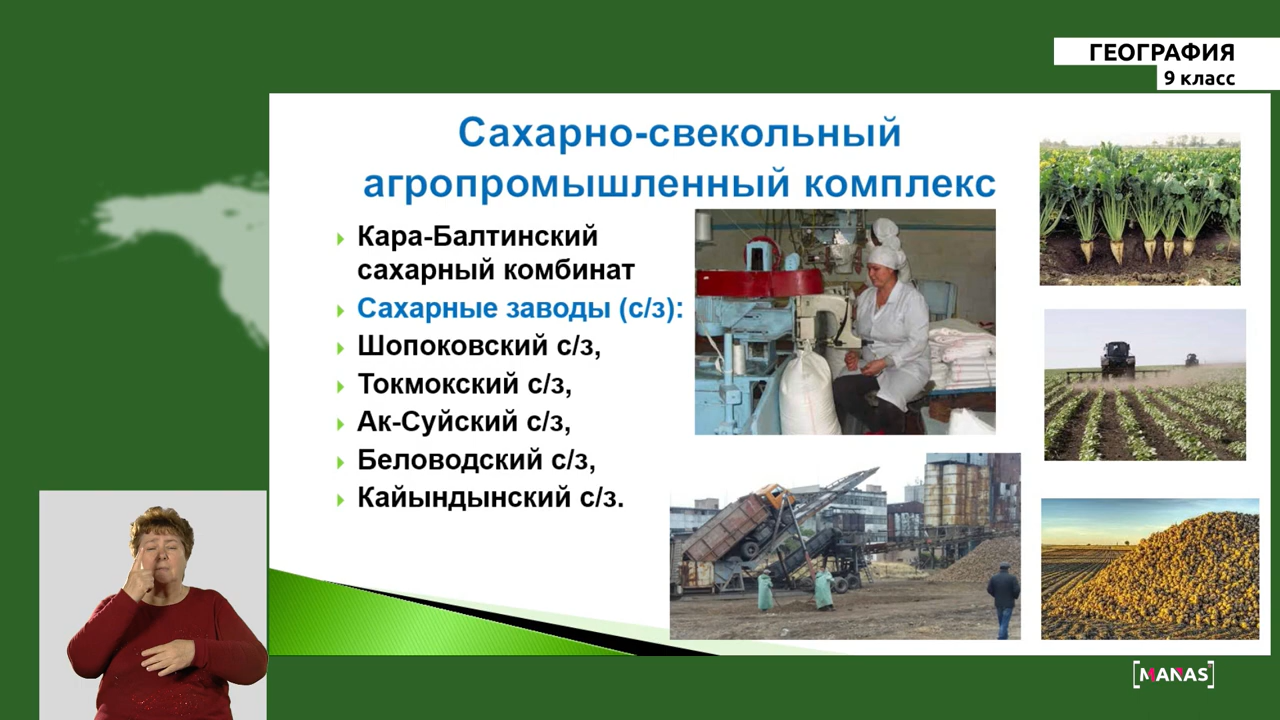 ГЕОГРАФИЯ
9 класс
Сахарно-свекольный
агропромышленный комплекс
Кара-Балтинский
сахарный комбинат
Сахарные заводы (с/з):
Шопоковский с/з,
Токмокский с/з,
Ак-Суйский с/з,
Беловодский с/з,
Кайындынский с/з.
[MANAS]